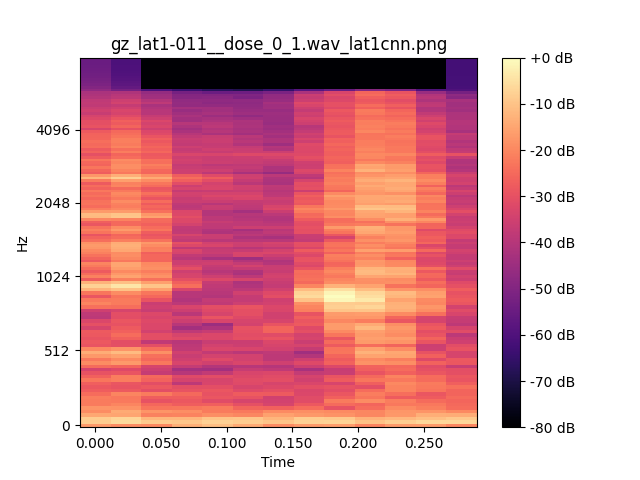 gz_lat1-011__dose_0_1.wav_lat1cnn.png
Hz
4096
2048
1024
512
0
0.000
0.050
0.100
0.150
0.200
0.250
Time
+0 dB
-10 dB
-20 dB
-30 dB
-40 dB
-50 dB
-60 dB
-70 dB
-80 dB